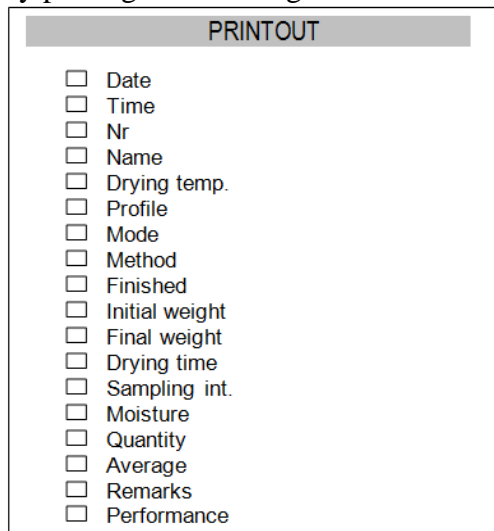 PRINTOUT
Date
Time
Nr
Name
Drying temp.
Profile
Mode
Method
Finished
Initial weight
Final weight
Drying time
Sampling int.
Moisture
Quantity
Average
Remarks
Performance